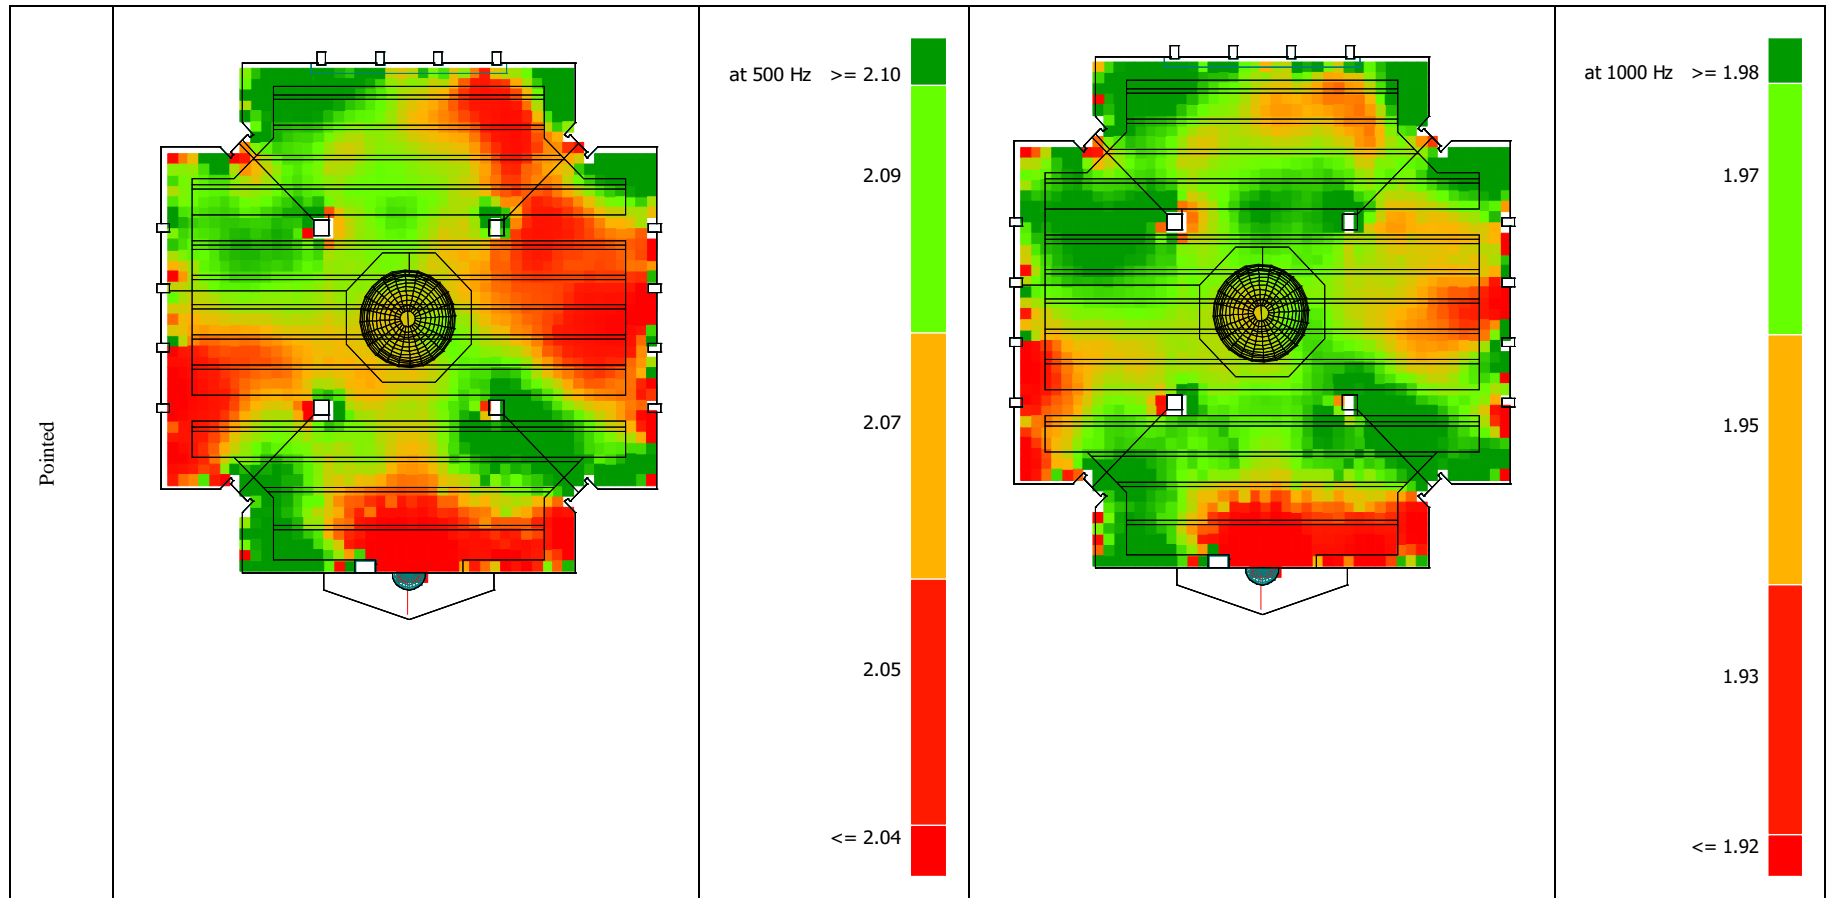 Pointed
at 500 Hz >= 2.10
2.09
2.07
2.05
<= 2.04
at 1000 Hz >= 1.98
1.97
1.95
1.93
<= 1.92